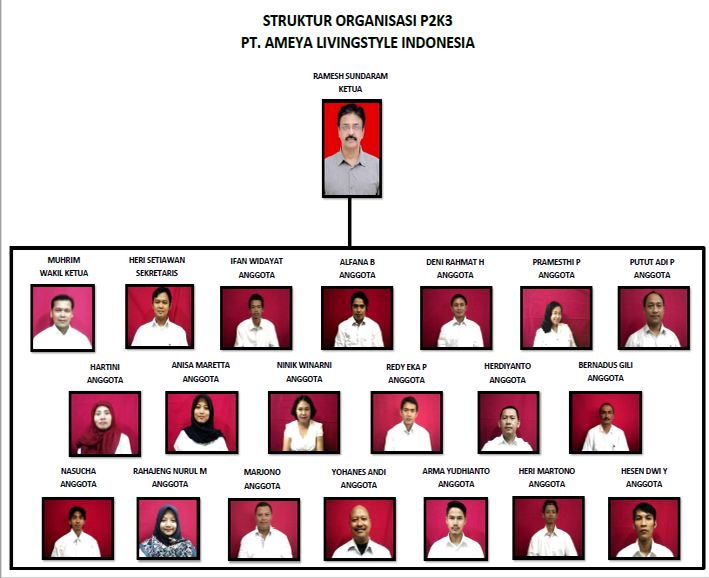 STRUKTUR ORGANISASI P2K3
PT. AMEYA LIVINGSTYLE INDONESIA
RAMESH SUNDARAM
KETUA
MUHRIM
WAKIL KETUA
HERI SETIAWAN
SEKRETARIS
IFAN WIDAYAT
ANGGOTA
ALFANA B
ANGGOTA
DENI RAHMAT H
ANGGOTA
PRAMESTHI P
ANGGOTA
PUTUT ADI P
ANGGOTA
HARTINI
ANGGOTA
ANISA MARETTA
ANGGOTA
NINIK WINARNI
ANGGOTA
REDY EKA P
ANGGOTA
HERDIYANTO
ANGGOTA
BERNADUS GILI
ANGGOTA
NASUCHA
ANGGOTA
RAHAJENG NURUL M
ANGGOTA
MARJONO
ANGGOTA
YOHANES ANDI
ANGGOTA
ARMA YUDHIANTO
ANGGOTA
HERI MARTONO
ANGGOTA
HESEN DWI Y
ANGGOTA